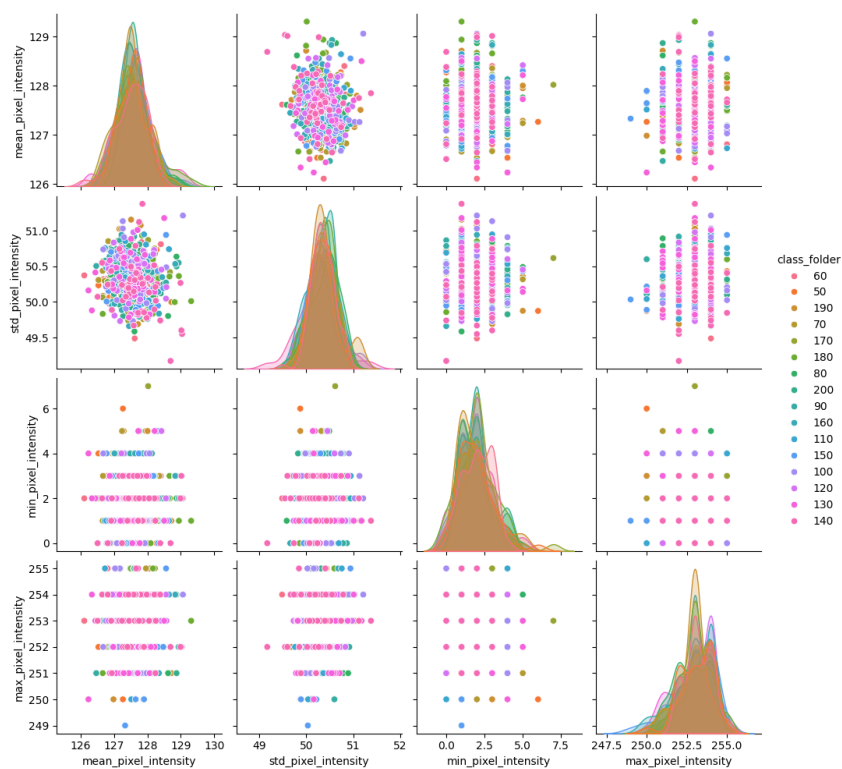 mean_pixel_intensity
129
128
127
126
std_pixel_intensity
51.0
50.5
50.0
49.5
min_pixel_intensity
6
4
2
0
max_pixel_intensity
255
254
253
252
251
250
249
126 127 128 129 130
mean_pixel_intensity
49 50 51 52
std_pixel_intensity
0.0 2.5 5.0 7.5
min_pixel_intensity
247.5 250.0 252.5 255.0
max_pixel_intensity
class_folder
60
50
190
70
170
180
80
200
90
160
110
150
100
120
130
140